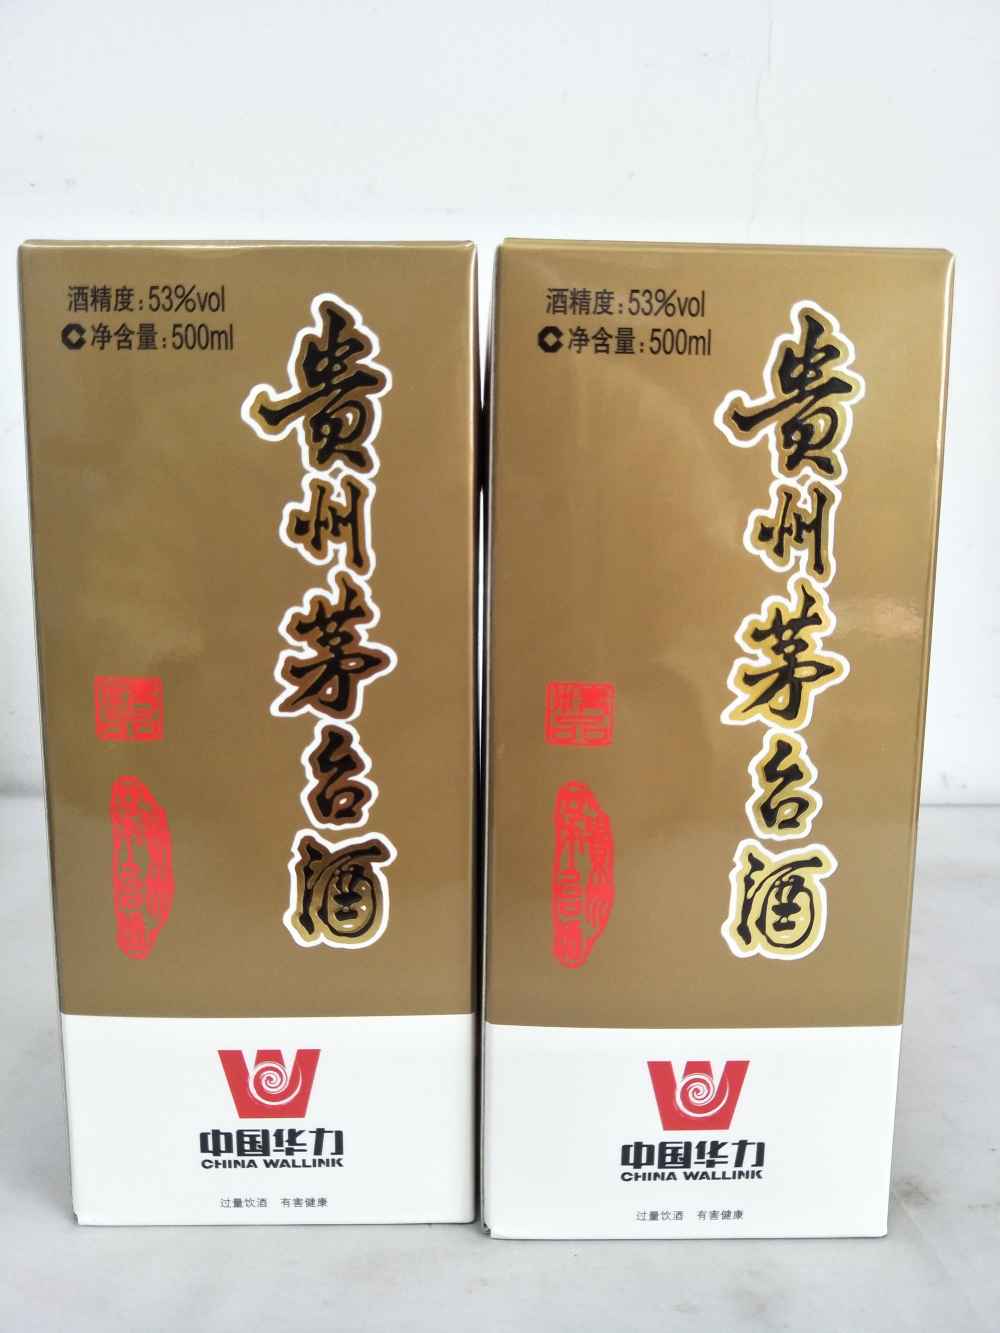 酒精度:53%vol
净含量:500ml
贵州茅台酒
中国华力
CHINA WALLINK
过量饮酒 有害健康
酒精度:53%vol
净含量:500ml
贵州茅台酒
中国华力
CHINA WALLINK
过量饮酒 有害健康